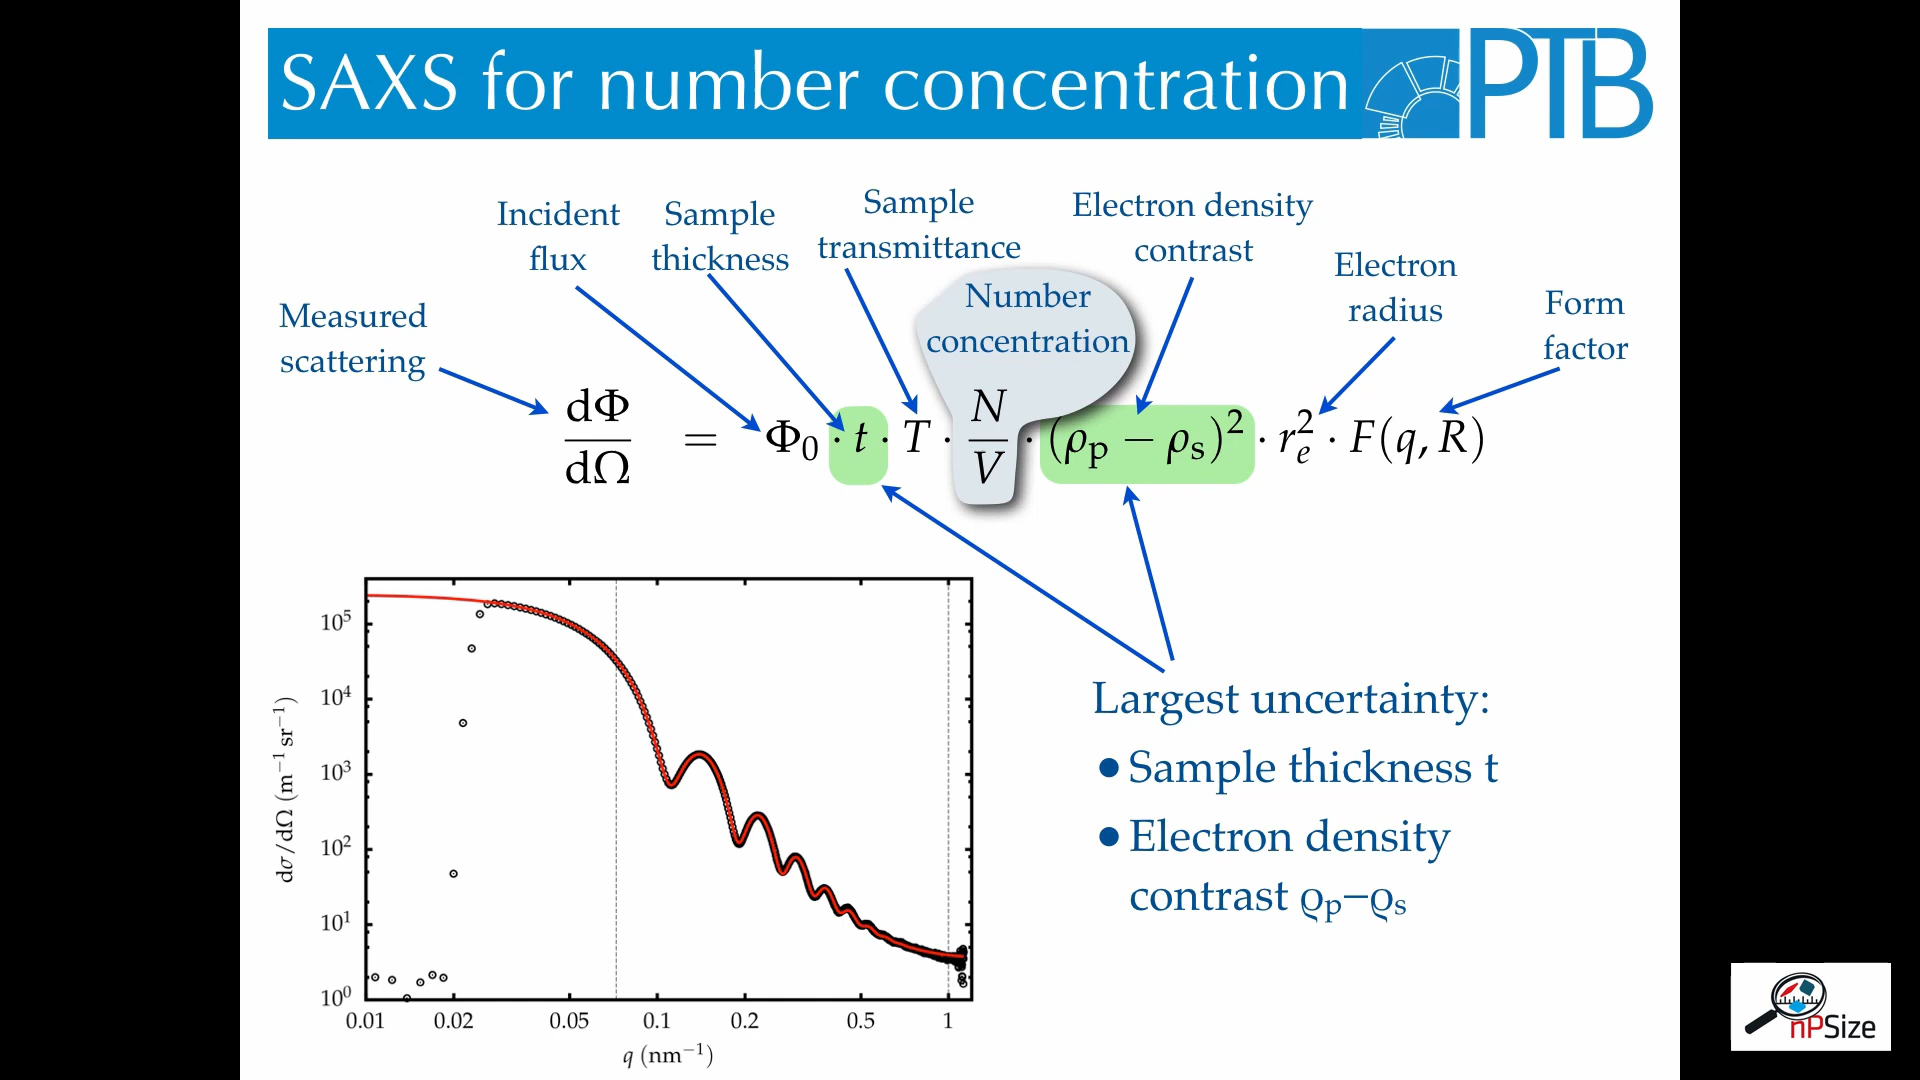 SAXS for number concentration
PTB
Incident
flux
Sample
thickness
Sample
transmittance
Electron density
contrast
Number
concentration
Electron
radius
Form
factor
Measured
scattering
dΦ/dΩ = Φ₀ · t · T · N/V · (ρₚ − ρₛ)² · rₑ² · F(q, R)
Largest uncertainty:
● Sample thickness t
● Electron density
contrast ϱₚ−ϱₛ
dσ/dΩ (m⁻¹ sr⁻¹)
10⁵
10⁴
10³
10²
10¹
10⁰
0.01 0.02 0.05 0.1 0.2 0.5 1
q (nm⁻¹)
nPSize